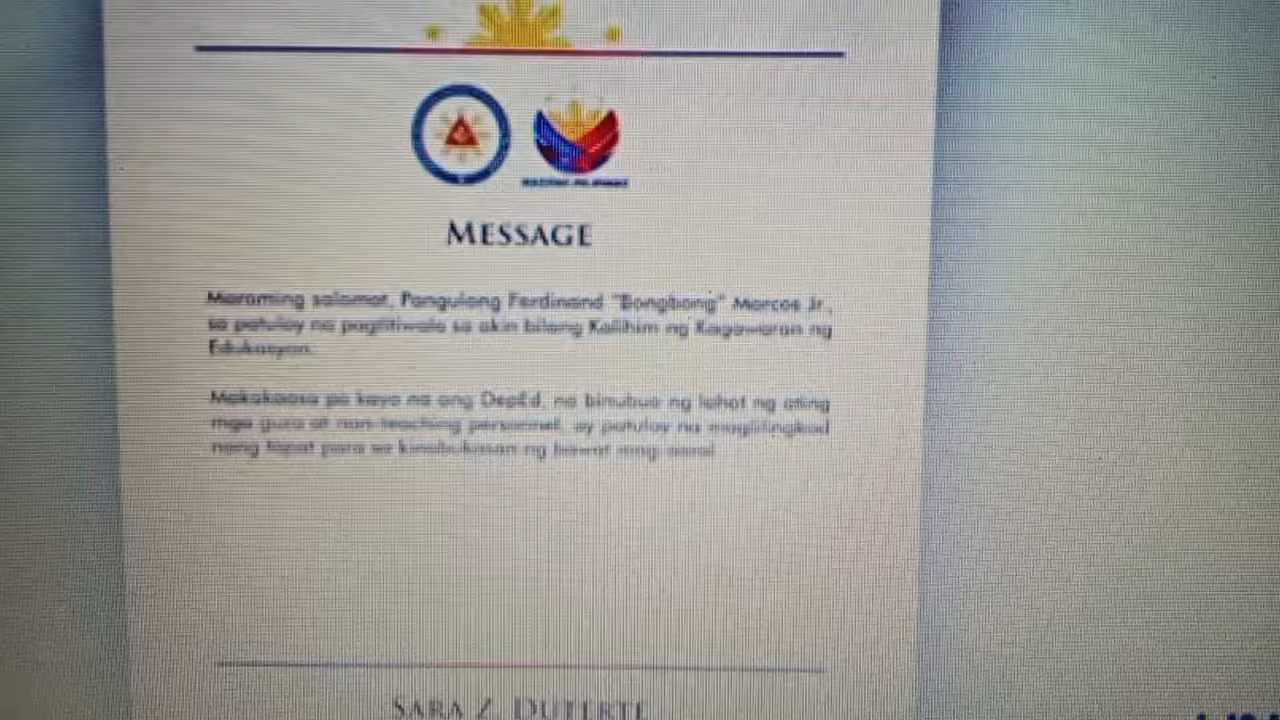 MESSAGE
Maraming salamat, Pangulong Ferdinand "Bongbong" Marcos Jr.,
sa patuloy na pagtitiwala sa akin bilang Kalihim ng Kagawaran ng
Edukasyon.
Makakaasa po kayo na ang DepEd, na binubuo ng lahat ng ating
mga guro at non-teaching personnel, ay patuloy na maglilingkod
nang tapat para sa kinabukasan ng bawat mag-aaral.
SARA Z. DUTERTE